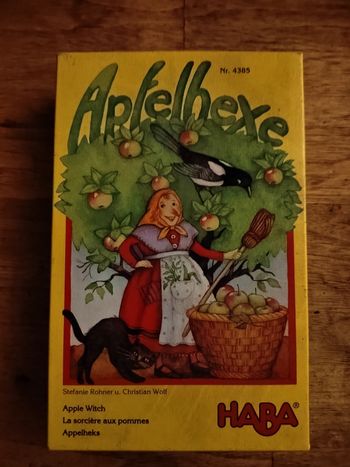 Nr. 4385
Apfelhexe
Stefanie Rohner u. Christian Wolf
Apple Witch
La sorcière aux pommes
Appelheks
HABA®